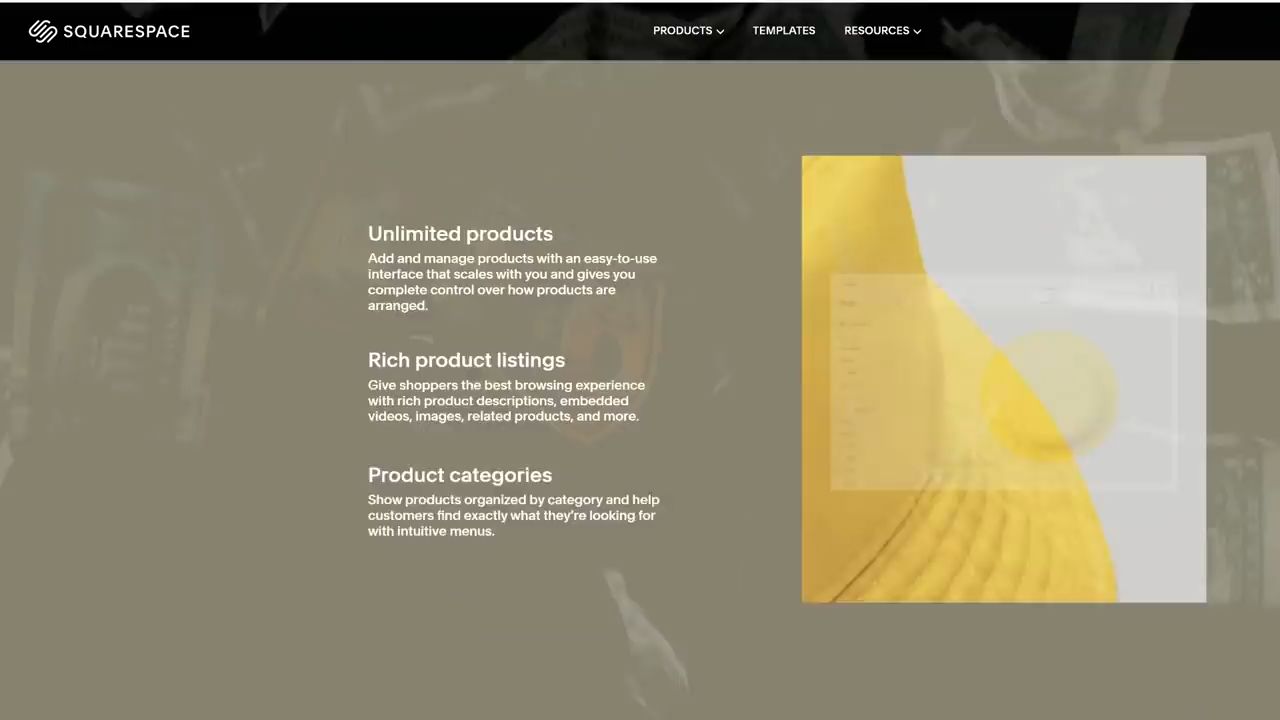 SQUARESPACE
PRODUCTS
TEMPLATES
RESOURCES
Unlimited products
Add and manage products with an easy-to-use
interface that scales with you and gives you
complete control over how products are
arranged.
Rich product listings
Give shoppers the best browsing experience
with rich product descriptions, embedded
videos, images, related products, and more.
Product categories
Show products organized by category and help
customers find exactly what they're looking for
with intuitive menus.